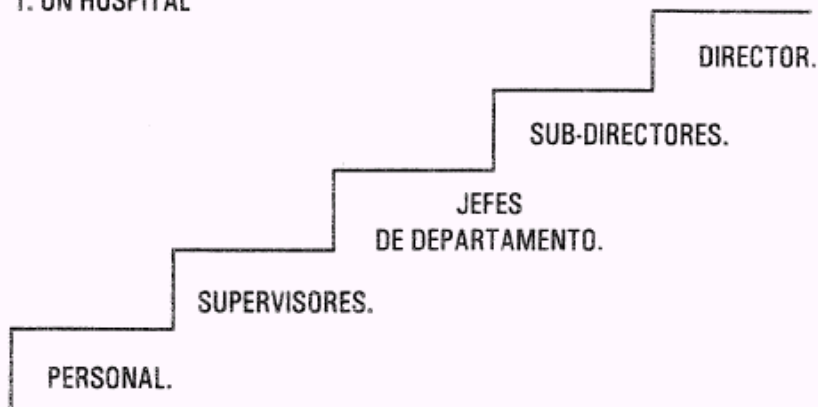 1. UN HOSPITAL
DIRECTOR.
SUB-DIRECTORES.
JEFES
DE DEPARTAMENTO.
SUPERVISORES.
PERSONAL.